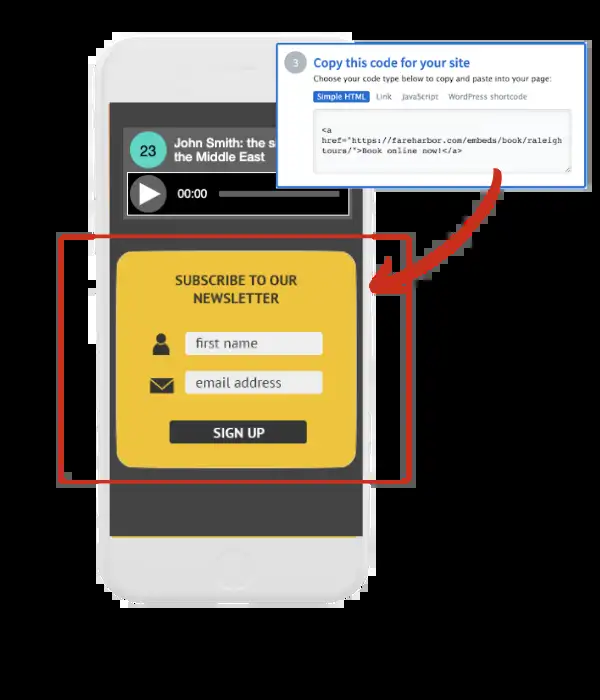 3 Copy this code for your site
Choose your code type below to copy and paste into your page:
Simple HTML Link JavaScript WordPress shortcode
<a
href="https://fareharbor.com/embeds/book/raleigh
tours/">Book online now!</a>
23
John Smith: the s
the Middle East
00:00
SUBSCRIBE TO OUR
NEWSLETTER
first name
email address
SIGN UP